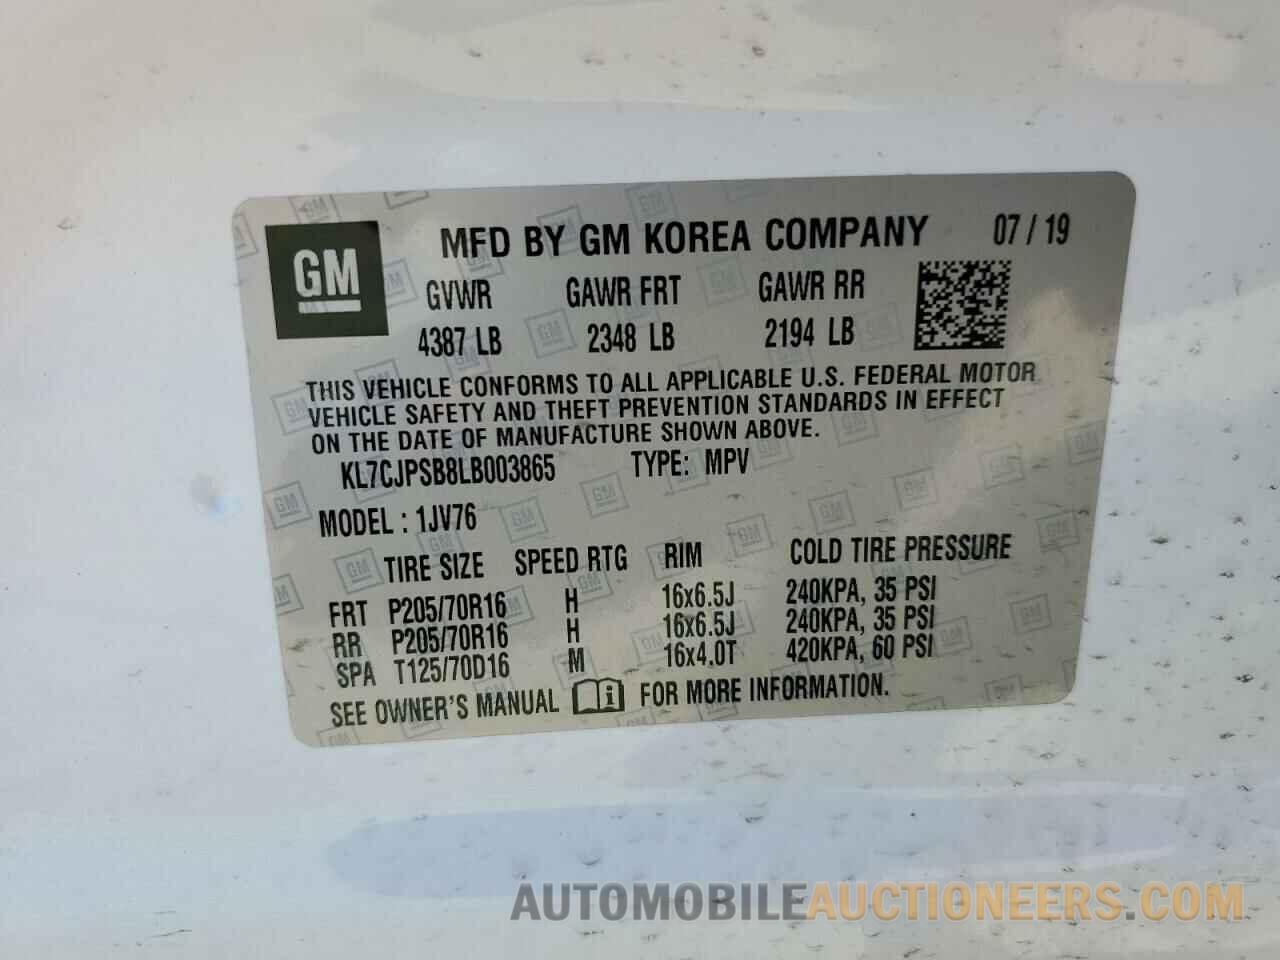 GM
MFD BY GM KOREA COMPANY 07 / 19
GVWR GAWR FRT GAWR RR
4387 LB 2348 LB 2194 LB
THIS VEHICLE CONFORMS TO ALL APPLICABLE U.S. FEDERAL MOTOR
VEHICLE SAFETY AND THEFT PREVENTION STANDARDS IN EFFECT
ON THE DATE OF MANUFACTURE SHOWN ABOVE.
KL7CJPSB8LB003865 TYPE: MPV
MODEL : 1JV76
TIRE SIZE SPEED RTG RIM COLD TIRE PRESSURE
FRT P205/70R16 H 16x6.5J 240KPA, 35 PSI
RR P205/70R16 H 16x6.5J 240KPA, 35 PSI
SPA T125/70D16 M 16x4.0T 420KPA, 60 PSI
SEE OWNER'S MANUAL i FOR MORE INFORMATION.
AUTOMOBILEAUCTIONEERS.COM